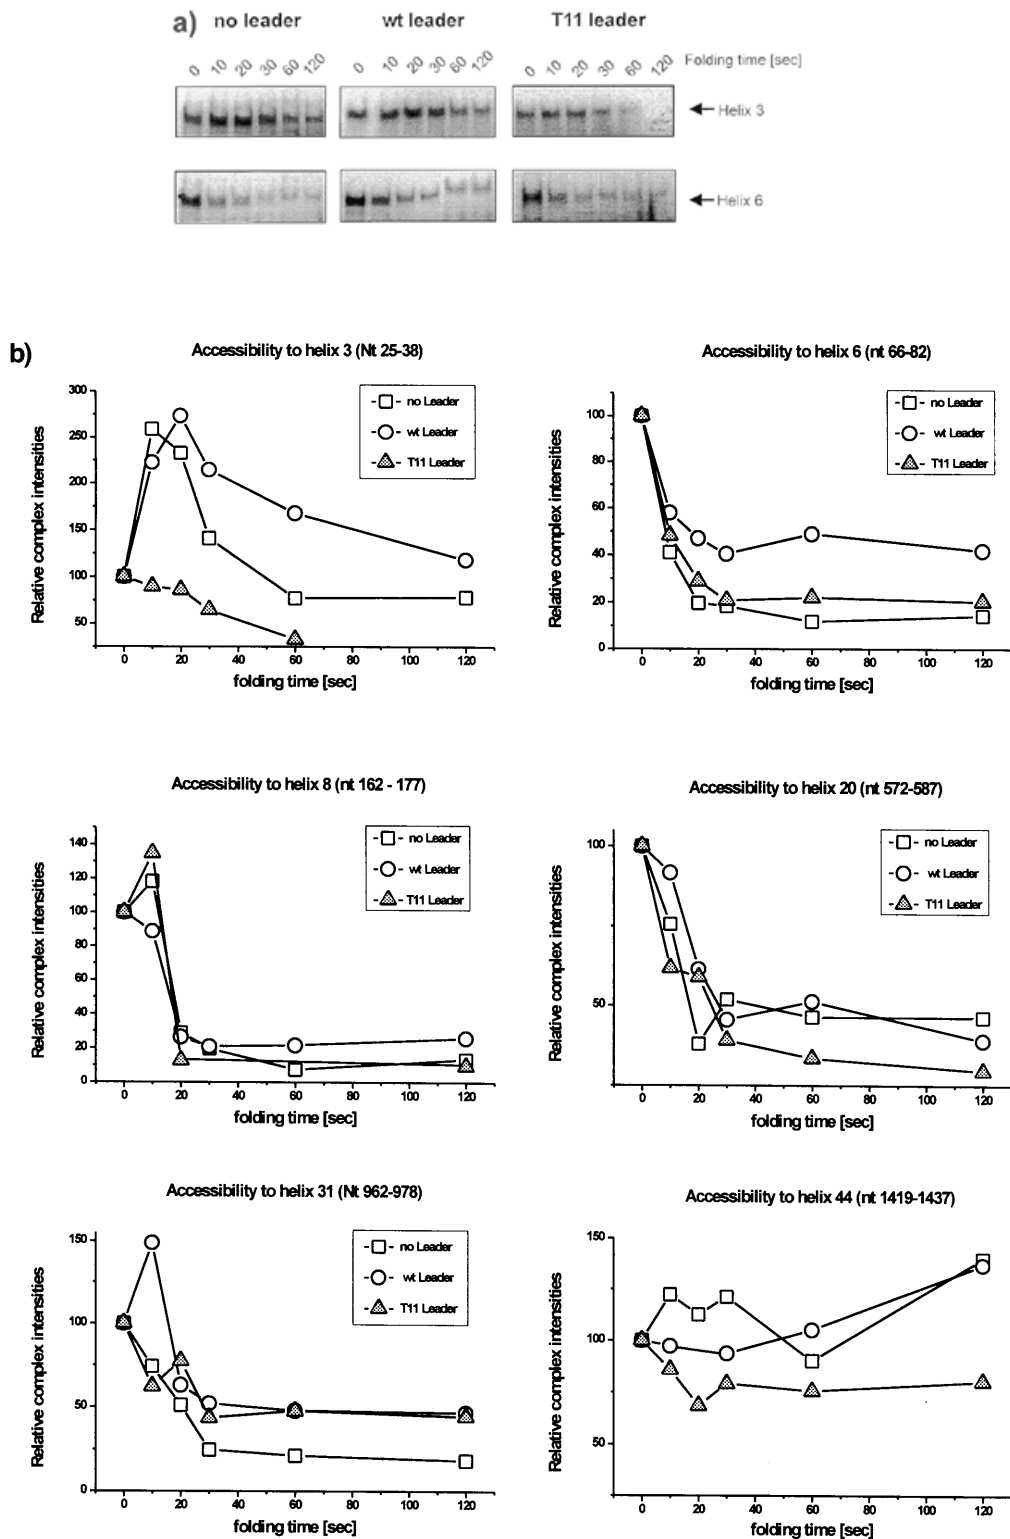 a) no leader wt leader T11 leader
0 10 20 30 60 120 0 10 20 30 60 120 0 10 20 30 60 120 Folding time [sec]
Helix 3
Helix 6
b)
Accessibility to helix 3 (Nt 25-38)
Relative complex intensities
300
250
200
150
100
50
0 20 40 60 80 100 120
folding time [sec]
no Leader
wt Leader
T11 Leader
Accessibility to helix 6 (nt 66-82)
Relative complex intensities
100
80
60
40
20
0
0 20 40 60 80 100 120
folding time [sec]
no Leader
wt Leader
T11 Leader
Accessibility to helix 8 (nt 162 - 177)
Relative complex intensities
140
120
100
80
60
40
20
0
0 20 40 60 80 100 120
folding time [sec]
no Leader
wt Leader
T11 Leader
Accessibility to helix 20 (nt 572-587)
Relative complex intensities
100
50
0 20 40 60 80 100 120
folding time [sec]
no Leader
wt Leader
T11 Leader
Accessibility to helix 31 (Nt 962-978)
Relative complex intensities
150
100
50
0
0 20 40 60 80 100 120
folding time [sec]
no Leader
wt Leader
T11 Leader
Accessibility to helix 44 (nt 1419-1437)
Relative complex intensities
150
100
50
0 20 40 60 80 100 120
folding time [sec]